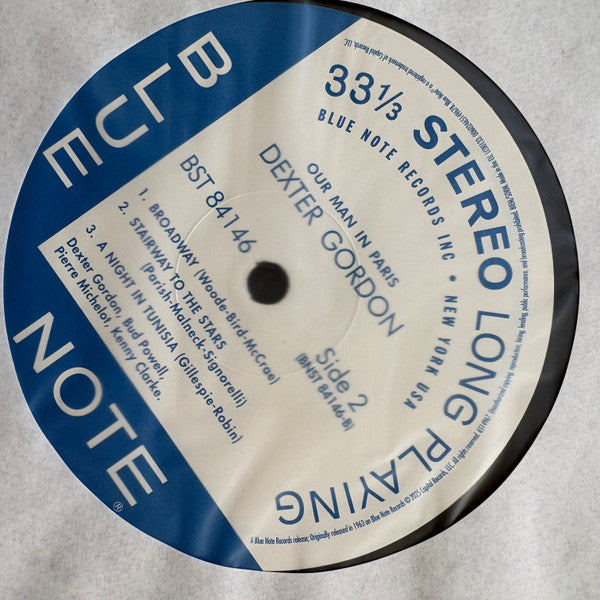 BLUE
NOTE®
33 1/3 STEREO LONG PLAYING
BLUE NOTE RECORDS INC • NEW YORK USA
OUR MAN IN PARIS
DEXTER GORDON
BST 84146
Side 2
(BNST 84146-B)
1. BROADWAY (Woode-Bird-McCrae)
2. STAIRWAY TO THE STARS
(Parish-Malneck-Signorelli)
3. A NIGHT IN TUNISIA (Gillespie-Robin)
Dexter Gordon, Bud Powell,
Pierre Michelot, Kenny Clarke.
A Blue Note Records release; Originally released in 1963 on Blue Note Records